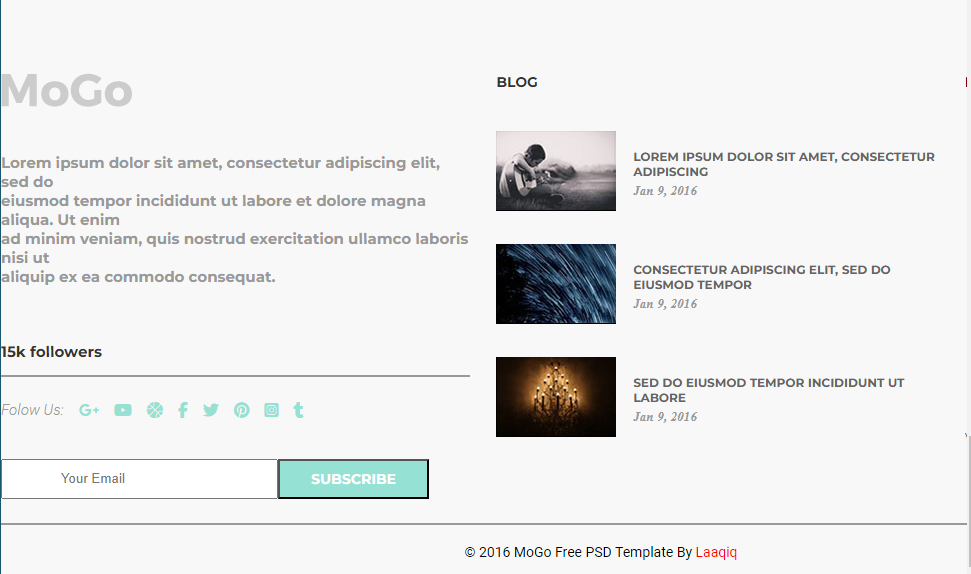 MoGo
Lorem ipsum dolor sit amet, consectetur adipiscing elit,
sed do
eiusmod tempor incididunt ut labore et dolore magna
aliqua. Ut enim
ad minim veniam, quis nostrud exercitation ullamco laboris
nisi ut
aliquip ex ea commodo consequat.
15k followers
Folow Us:
Your Email
SUBSCRIBE
BLOG
LOREM IPSUM DOLOR SIT AMET, CONSECTETUR
ADIPISCING
Jan 9, 2016
CONSECTETUR ADIPISCING ELIT, SED DO
EIUSMOD TEMPOR
Jan 9, 2016
SED DO EIUSMOD TEMPOR INCIDIDUNT UT
LABORE
Jan 9, 2016
© 2016 MoGo Free PSD Template By Laaqiq